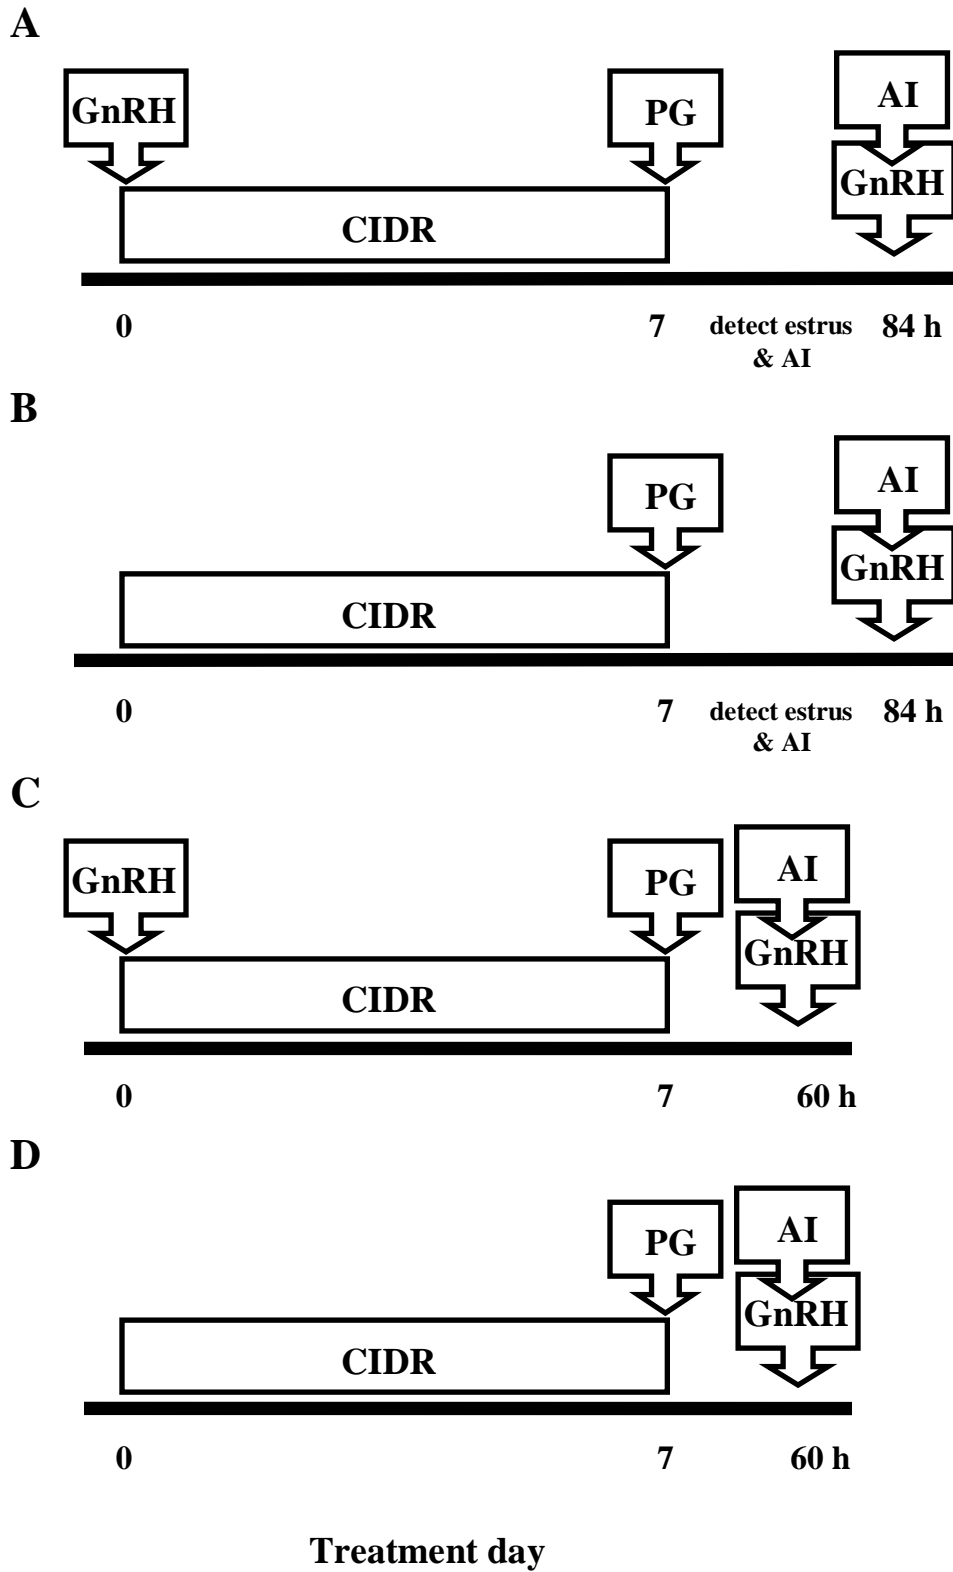 A
GnRH
PG
AI
GnRH
CIDR
0
7
detect estrus
& AI
84 h
B
PG
AI
GnRH
CIDR
0
7
detect estrus
& AI
84 h
C
GnRH
PG
AI
GnRH
CIDR
0
7
60 h
D
PG
AI
GnRH
CIDR
0
7
60 h
Treatment day